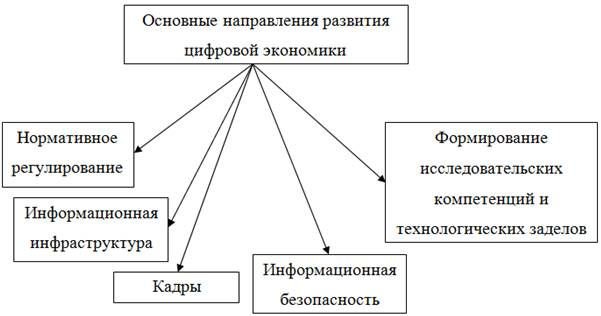 Основные направления развития
цифровой экономики
Нормативное
регулирование
Информационная
инфраструктура
Кадры
Информационная
безопасность
Формирование
исследовательских
компетенций и
технологических заделов